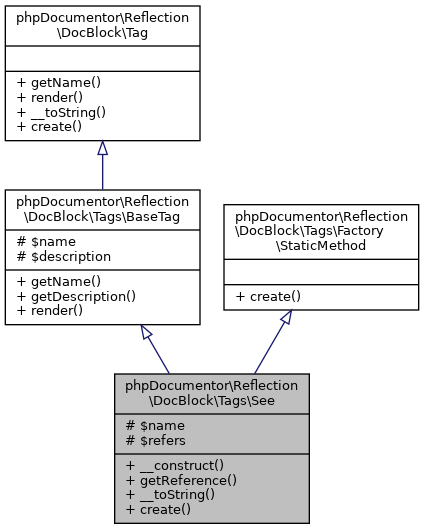 phpDocumentor\Reflection
\DocBlock\Tag
+ getName()
+ render()
+ __toString()
+ create()
phpDocumentor\Reflection
\DocBlock\Tags\BaseTag
# $name
# $description
+ getName()
+ getDescription()
+ render()
phpDocumentor\Reflection
\DocBlock\Tags\Factory
\StaticMethod
+ create()
phpDocumentor\Reflection
\DocBlock\Tags\See
# $name
# $refers
+ __construct()
+ getReference()
+ __toString()
+ create()